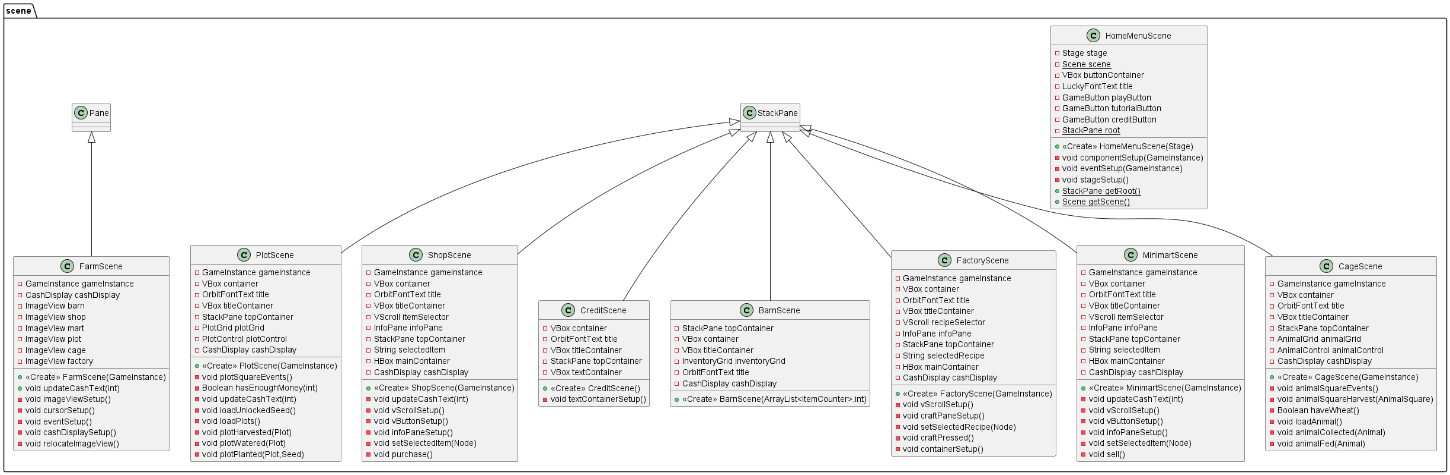 scene
C HomeMenuScene
Stage stage
Scene scene
VBox buttonContainer
LuckyFontText title
GameButton playButton
GameButton tutorialButton
GameButton creditButton
StackPane root
«Create» HomeMenuScene(Stage)
void componentSetup(GameInstance)
void eventSetup(GameInstance)
void stageSetup()
StackPane getRoot()
Scene getScene()
C Pane
C StackPane
C FarmScene
GameInstance gameInstance
CashDisplay cashDisplay
ImageView barn
ImageView shop
ImageView mart
ImageView plot
ImageView cage
ImageView factory
«Create» FarmScene(GameInstance)
void updateCashText(int)
void imageViewSetup()
void cursorSetup()
void eventSetup()
void cashDisplaySetup()
void relocateImageView()
C PlotScene
GameInstance gameInstance
VBox container
OrbitFontText title
VBox titleContainer
StackPane topContainer
PlotGrid plotGrid
PlotControl plotControl
CashDisplay cashDisplay
«Create» PlotScene(GameInstance)
void plotSquareEvents()
Boolean hasEnoughMoney(int)
void updateCashText(int)
void loadUnlockedSeed()
void loadPlots()
void plotHarvested(Plot)
void plotWatered(Plot)
void plotPlanted(Plot,Seed)
C ShopScene
GameInstance gameInstance
VBox container
OrbitFontText title
VBox titleContainer
VScroll itemSelector
InfoPane infoPane
StackPane topContainer
String selectedItem
HBox mainContainer
CashDisplay cashDisplay
«Create» ShopScene(GameInstance)
void updateCashText(int)
void vScrollSetup()
void vButtonSetup()
void infoPaneSetup()
void setSelectedItem(Node)
void purchase()
C CreditScene
VBox container
OrbitFontText title
VBox titleContainer
StackPane topContainer
VBox textContainer
«Create» CreditScene()
void textContainerSetup()
C BarnScene
StackPane topContainer
VBox container
VBox titleContainer
InventoryGrid inventoryGrid
OrbitFontText title
CashDisplay cashDisplay
«Create» BarnScene(ArrayList<ItemCounter>,int)
C FactoryScene
GameInstance gameInstance
VBox container
OrbitFontText title
VBox titleContainer
VScroll recipeSelector
InfoPane infoPane
StackPane topContainer
String selectedRecipe
HBox mainContainer
CashDisplay cashDisplay
«Create» FactoryScene(GameInstance)
void vScrollSetup()
void craftPaneSetup()
void setSelectedRecipe(Node)
void craftPressed()
void containerSetup()
C MinimartScene
GameInstance gameInstance
VBox container
OrbitFontText title
VBox titleContainer
VScroll itemSelector
InfoPane infoPane
StackPane topContainer
String selectedItem
HBox mainContainer
CashDisplay cashDisplay
«Create» MinimartScene(GameInstance)
void updateCashText(int)
void vScrollSetup()
void vButtonSetup()
void infoPaneSetup()
void setSelectedItem(Node)
void sell()
C CageScene
GameInstance gameInstance
VBox container
OrbitFontText title
VBox titleContainer
StackPane topContainer
AnimalGrid animalGrid
AnimalControl animalControl
CashDisplay cashDisplay
«Create» CageScene(GameInstance)
void animalSquareEvents()
void animalSquareHarvest(AnimalSquare)
Boolean haveWheat()
void loadAnimal()
void animalCollected(Animal)
void animalFed(Animal)